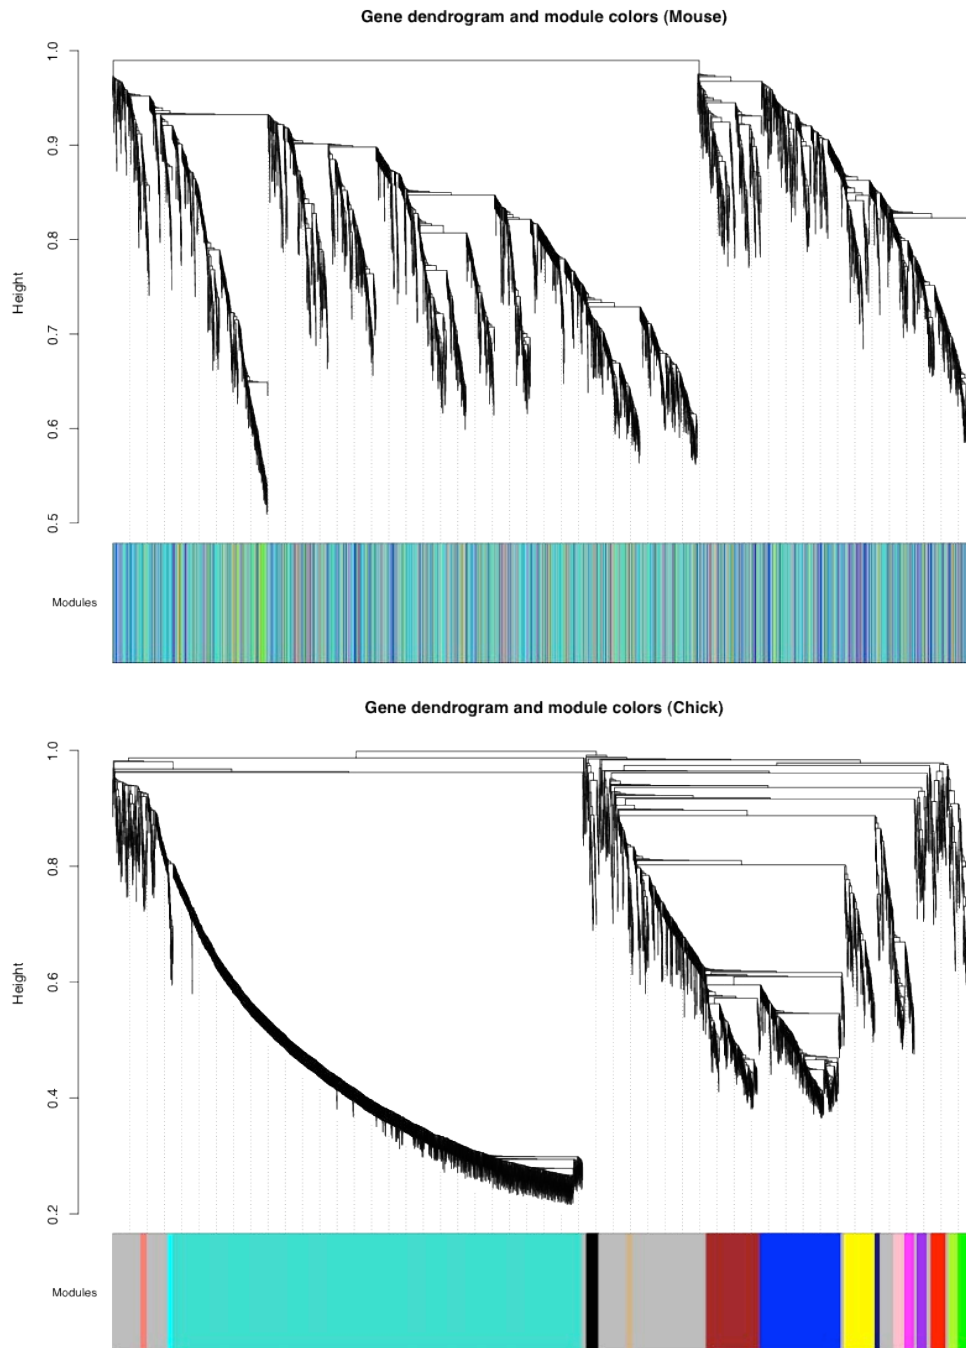 Gene dendrogram and module colors (Mouse)
1.0
0.9
0.8
0.7
0.6
0.5
Height
Modules
Gene dendrogram and module colors (Chick)
1.0
0.8
0.6
0.4
0.2
Height
Modules